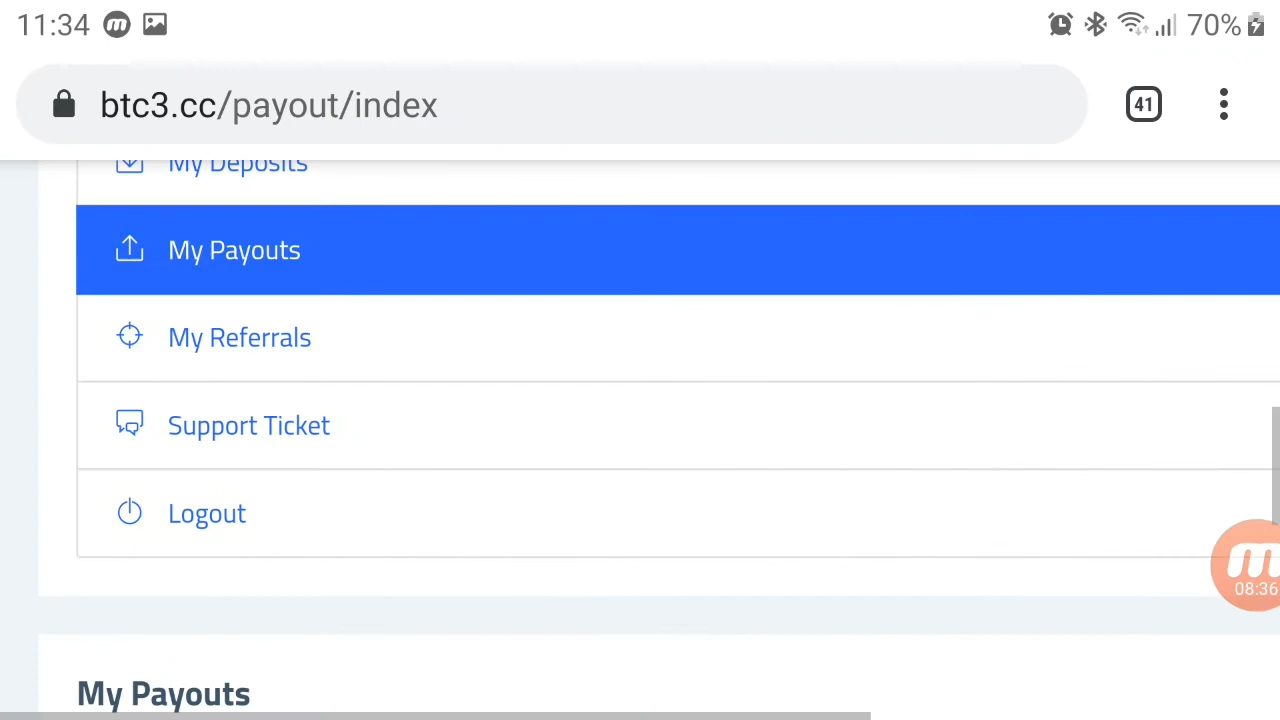 11:34
70%
btc3.cc/payout/index
41
My Deposits
My Payouts
My Referrals
Support Ticket
Logout
08:36
My Payouts